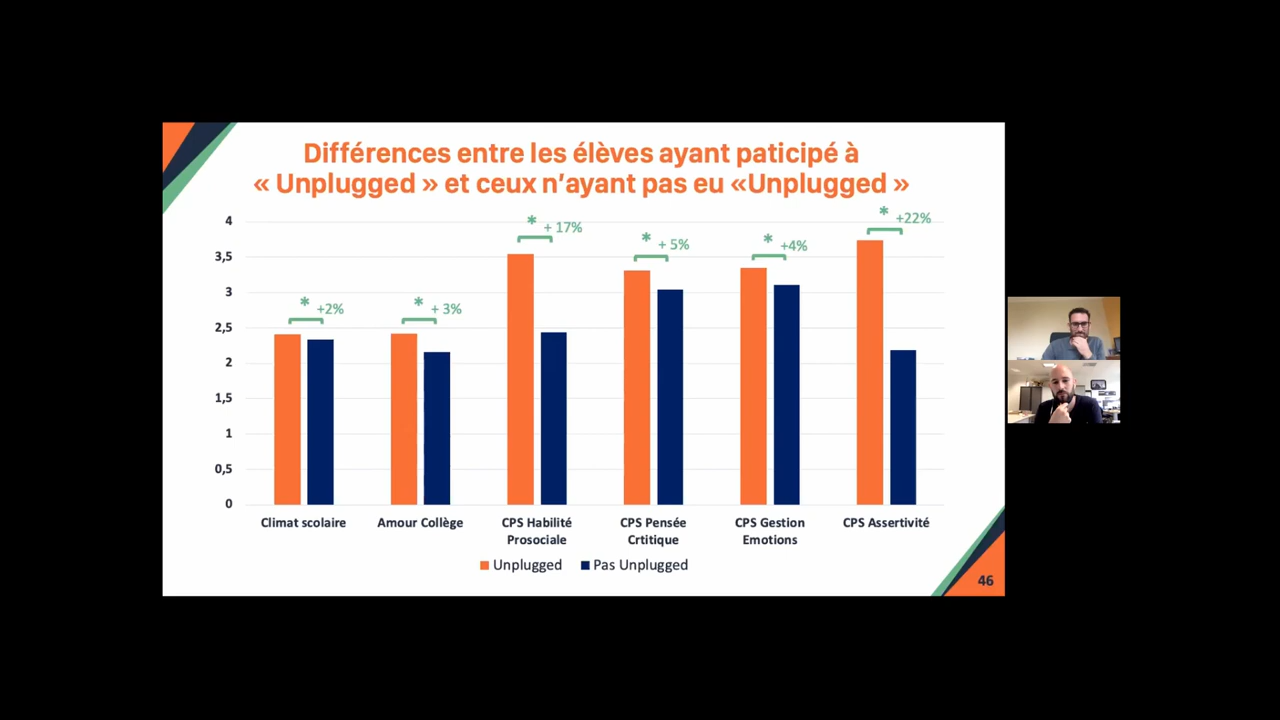 Différences entre les élèves ayant paticipé à
« Unplugged » et ceux n’ayant pas eu «Unplugged »
4
3,5
3
2,5
2
1,5
1
0,5
0
* +2%
* + 3%
* + 17%
* + 5%
* +4%
* +22%
Climat scolaire
Amour Collège
CPS Habilité
Prosociale
CPS Pensée
Crtitique
CPS Gestion
Emotions
CPS Assertivité
Unplugged
Pas Unplugged
46